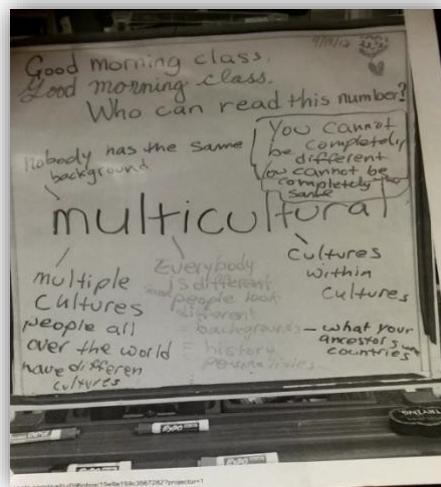 Good morning class.
Good morning class.
Who can read this number?
nobody has the same
background
You cannot
be completely
different
You cannot be
completely
same
multicultural
multiple
cultures
people all
over the world
have differen
cultures
Everybody
is different
people look
different
backgrounds – what your
ancestors
countries
history
Cultures
within
Cultures
EXPO
EXPO